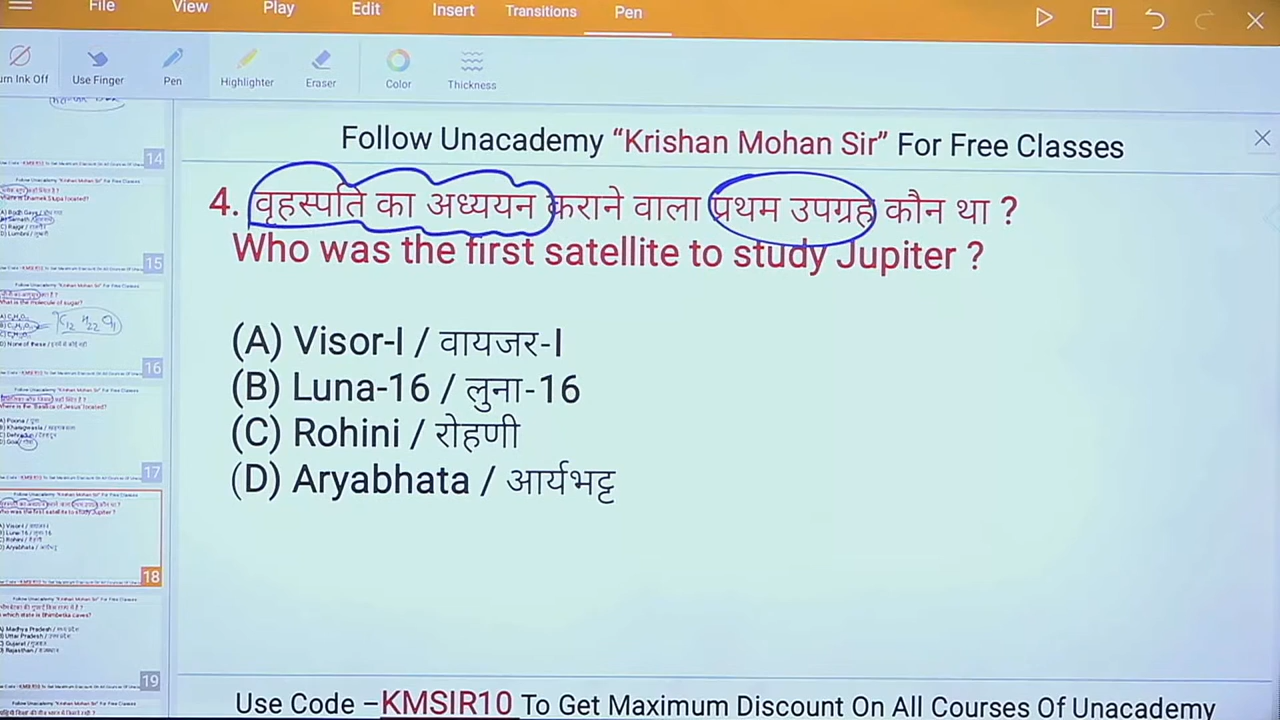 File View Play Edit Insert Transitions Pen
Use Finger Pen Highlighter Eraser Color Thickness
Follow Unacademy “Krishan Mohan Sir” For Free Classes
4. वृहस्पति का अध्ययन कराने वाला प्रथम उपग्रह कौन था ?
Who was the first satellite to study Jupiter ?
(A) Visor-I / वायजर-I
(B) Luna-16 / लुना-16
(C) Rohini / रोहणी
(D) Aryabhata / आर्यभट्ट
Use Code –KMSIR10 To Get Maximum Discount On All Courses Of Unacademy
14
15
16
17
18
19